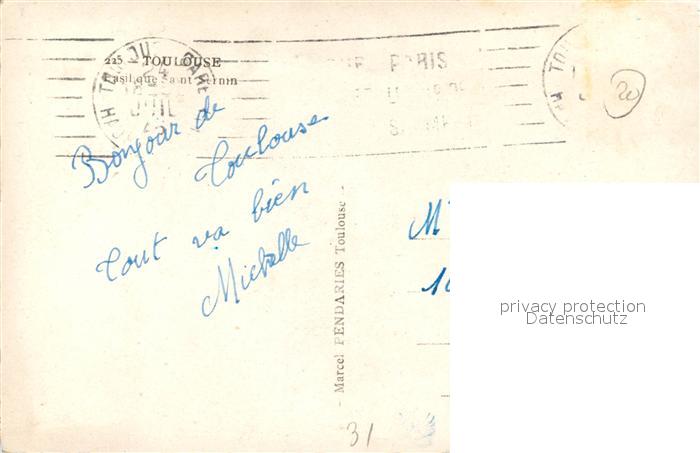 225 - TOULOUSE
Basilique Saint Sernin
PARIS
20
Bonjour de
Toulouse
Tout va bien
Michelle
- Marcel PENDARIES Toulouse -
privacy protection
Datenschutz
31